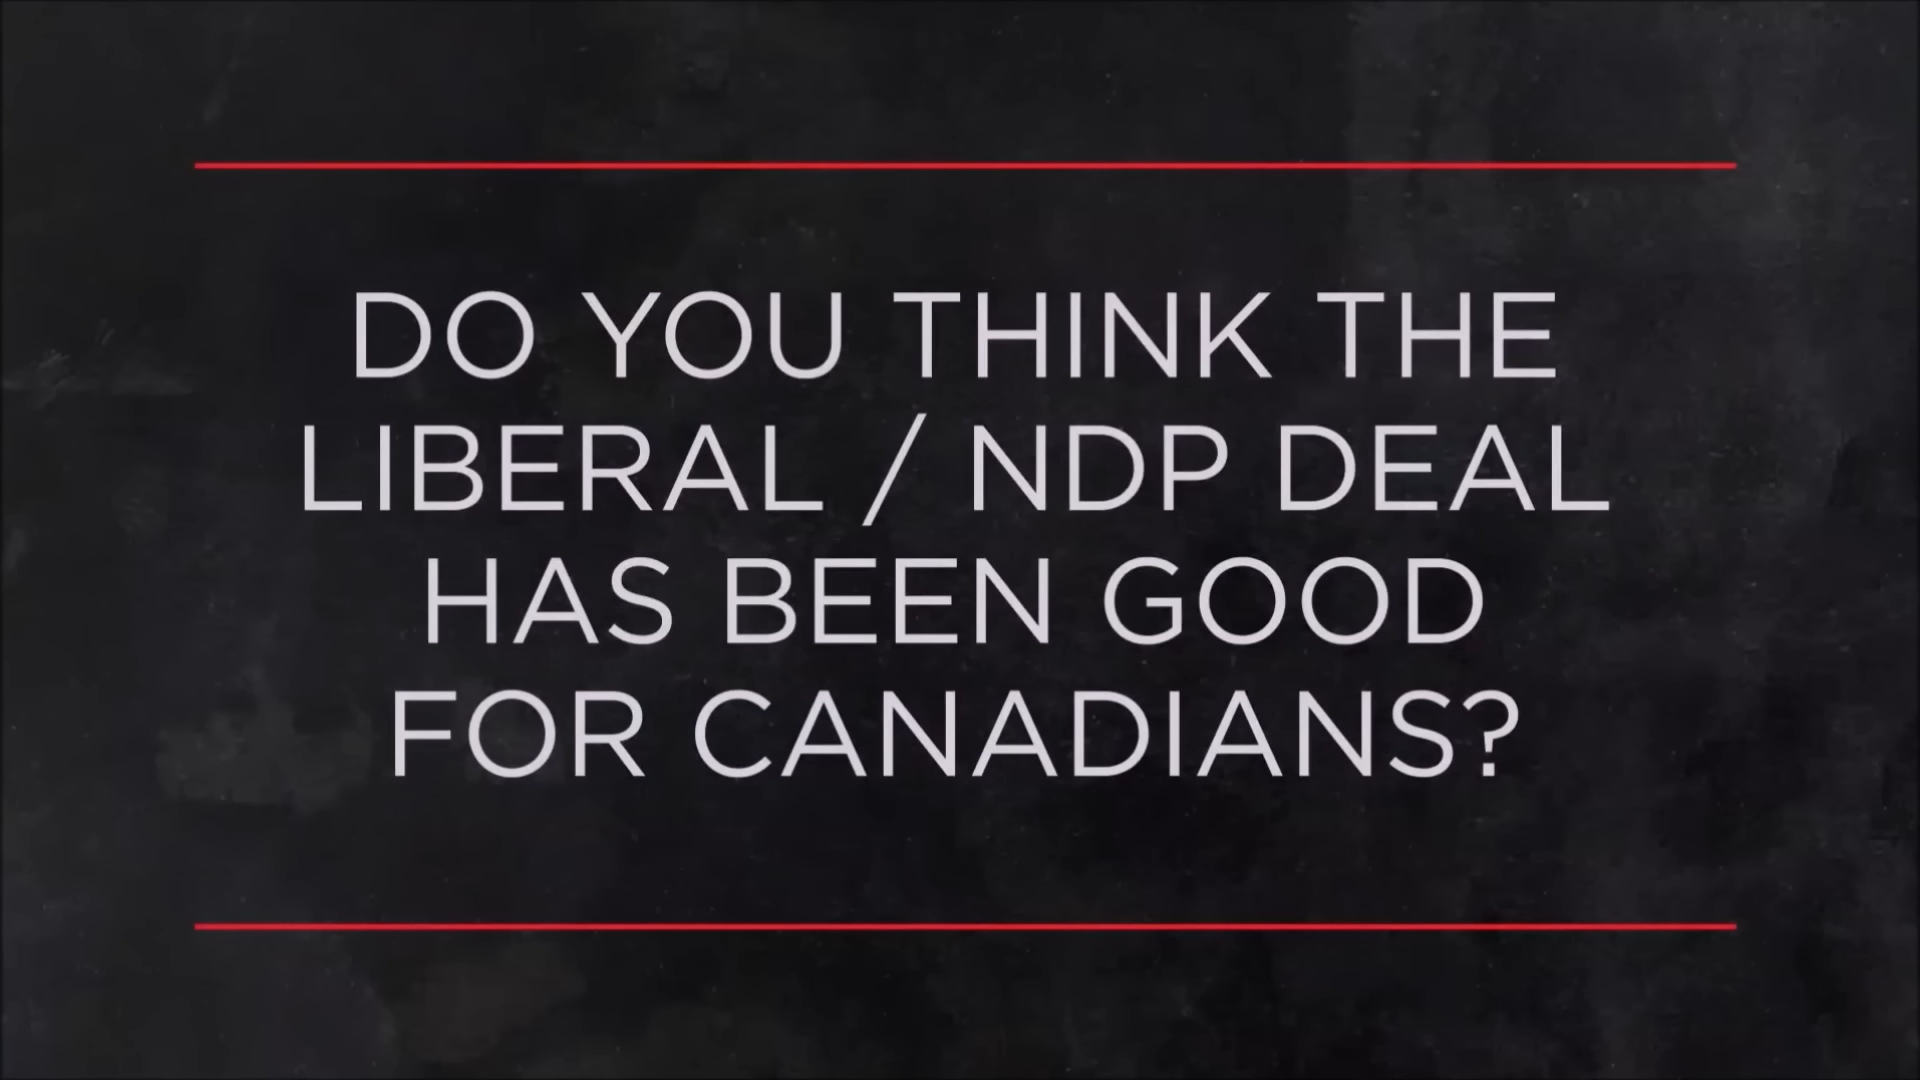 DO YOU THINK THE
LIBERAL / NDP DEAL
HAS BEEN GOOD
FOR CANADIANS?